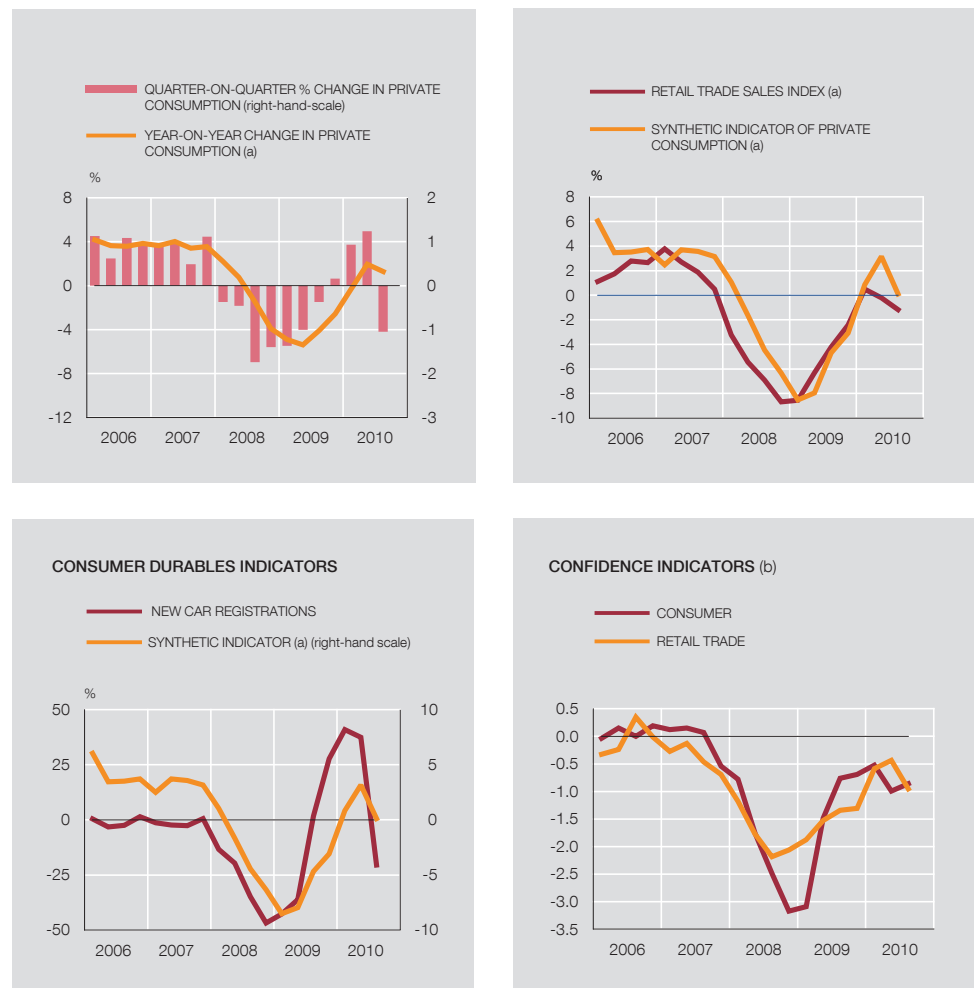 QUARTER-ON-QUARTER % CHANGE IN PRIVATE
CONSUMPTION (right-hand-scale)
YEAR-ON-YEAR CHANGE IN PRIVATE
CONSUMPTION (a)
%
8 2
4 1
0 0
-4 -1
-8 -2
-12 -3
2006 2007 2008 2009 2010
RETAIL TRADE SALES INDEX (a)
SYNTHETIC INDICATOR OF PRIVATE
CONSUMPTION (a)
%
8
6
4
2
0
-2
-4
-6
-8
-10
2006 2007 2008 2009 2010
CONSUMER DURABLES INDICATORS
NEW CAR REGISTRATIONS
SYNTHETIC INDICATOR (a) (right-hand scale)
%
50 10
25 5
0 0
-25 -5
-50 -10
2006 2007 2008 2009 2010
CONFIDENCE INDICATORS (b)
CONSUMER
RETAIL TRADE
0.5
0.0
-0.5
-1.0
-1.5
-2.0
-2.5
-3.0
-3.5
2006 2007 2008 2009 2010